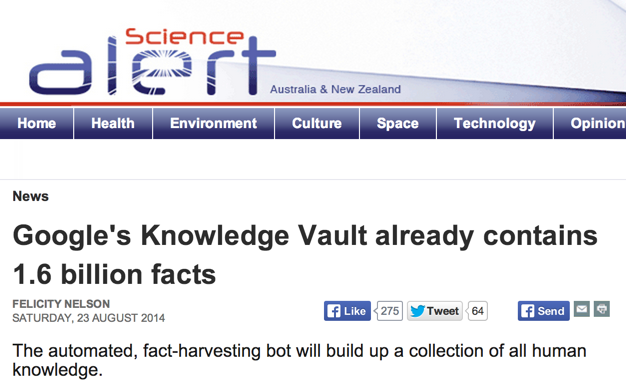 Science
alert
Australia & New Zealand
Home Health Environment Culture Space Technology Opinion
News
Google's Knowledge Vault already contains
1.6 billion facts
FELICITY NELSON
SATURDAY, 23 AUGUST 2014
Like 275 Tweet 64 Send
The automated, fact-harvesting bot will build up a collection of all human
knowledge.